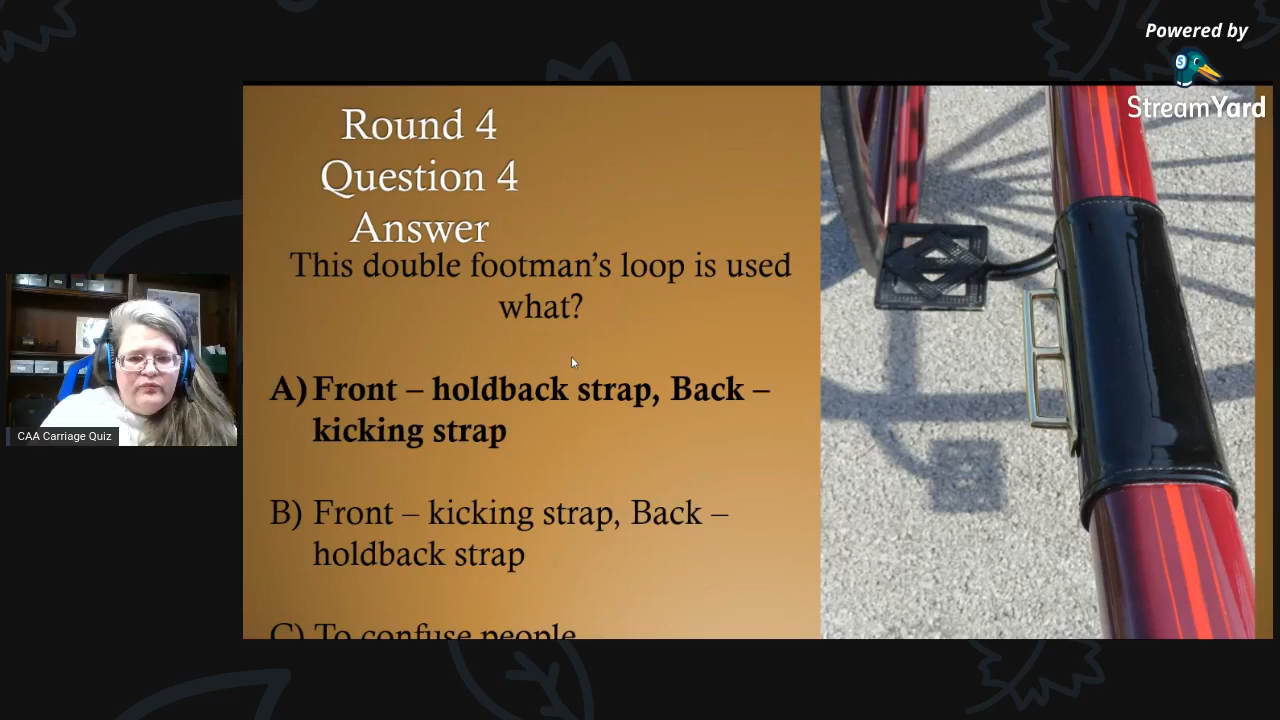 Powered by
StreamYard
Round 4
Question 4
Answer
This double footman's loop is used
what?
A) Front – holdback strap, Back –
kicking strap
B) Front – kicking strap, Back –
holdback strap
C) To confuse people
CAA Carriage Quiz